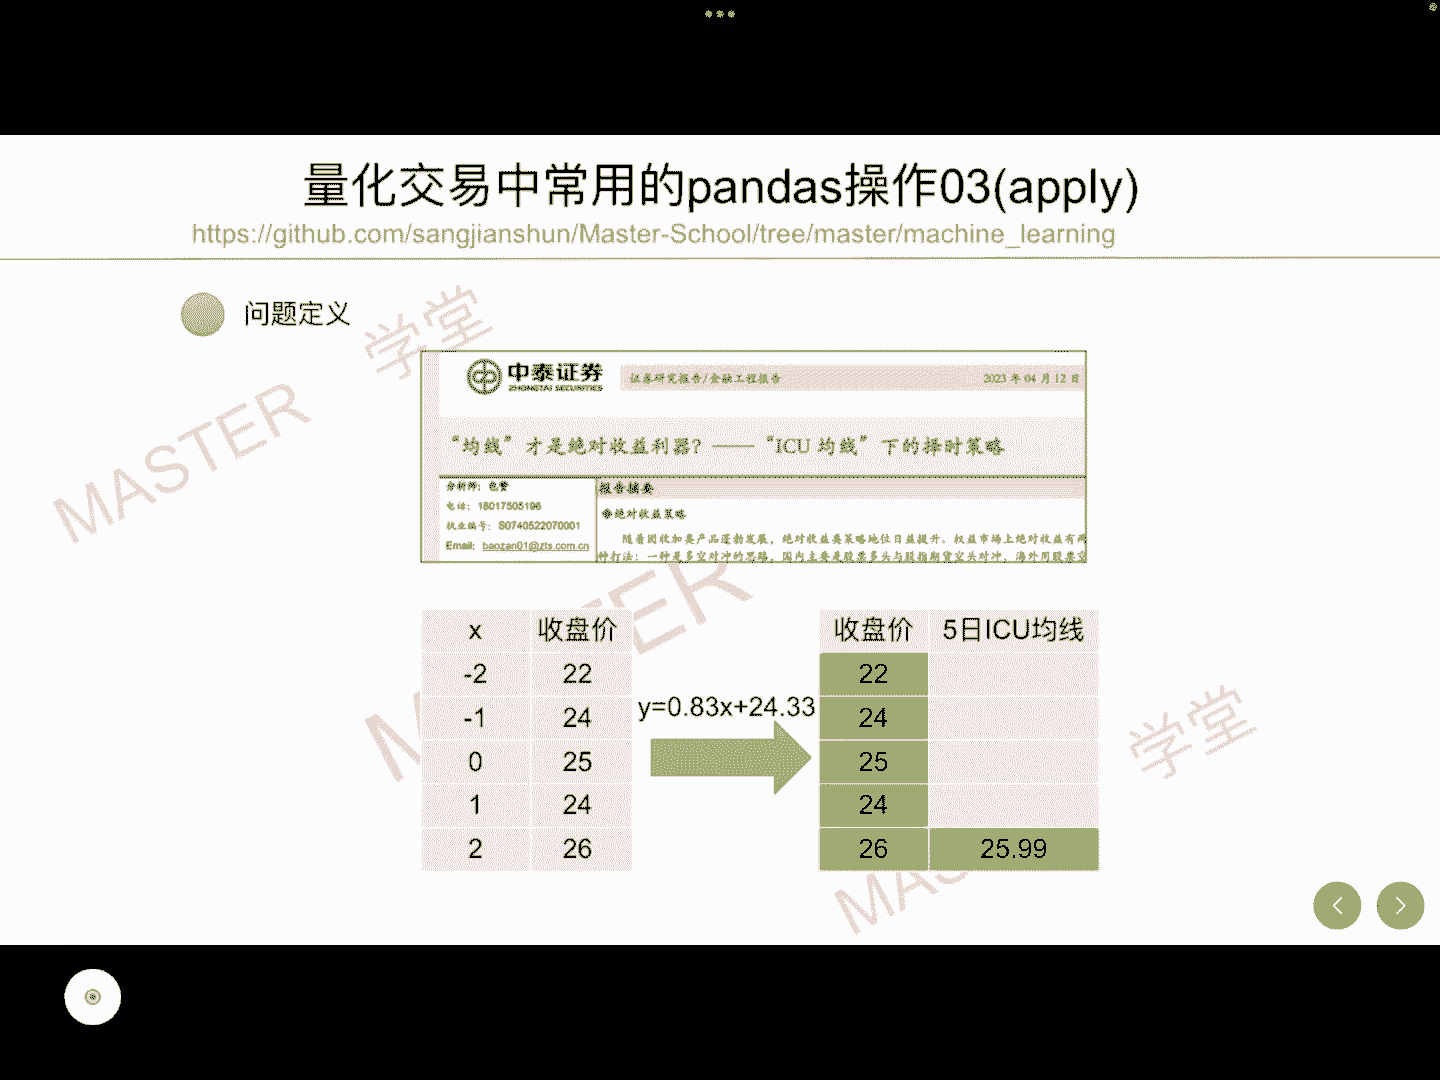 量化交易中常用的pandas操作03(apply)
https://github.com/sangjianshun/Master-School/tree/master/machine_learning
问题定义
MASTER 学堂
中泰证券
ZHONGTAI SECURITIES
证券研究报告/金融工程报告 2023 年 04 月 12 日
“均线”才是绝对收益利器?——“ICU 均线”下的择时策略
分析师：包赞
电话：18017505196
执业编号：S0740522070001
Email: baozan01@zts.com.cn
报告摘要
◆绝对收益策略
随着固收加类产品蓬勃发展，绝对收益类策略地位日益提升。权益市场上绝对收益有两
种打法：一种是多空对冲的思路，国内主要是股票多头与股指期货空头对冲，海外用股票空
x 收盘价
-2 22
-1 24
0 25
1 24
2 26
y=0.83x+24.33
收盘价 5日ICU均线
22
24
25
24
26 25.99
学堂